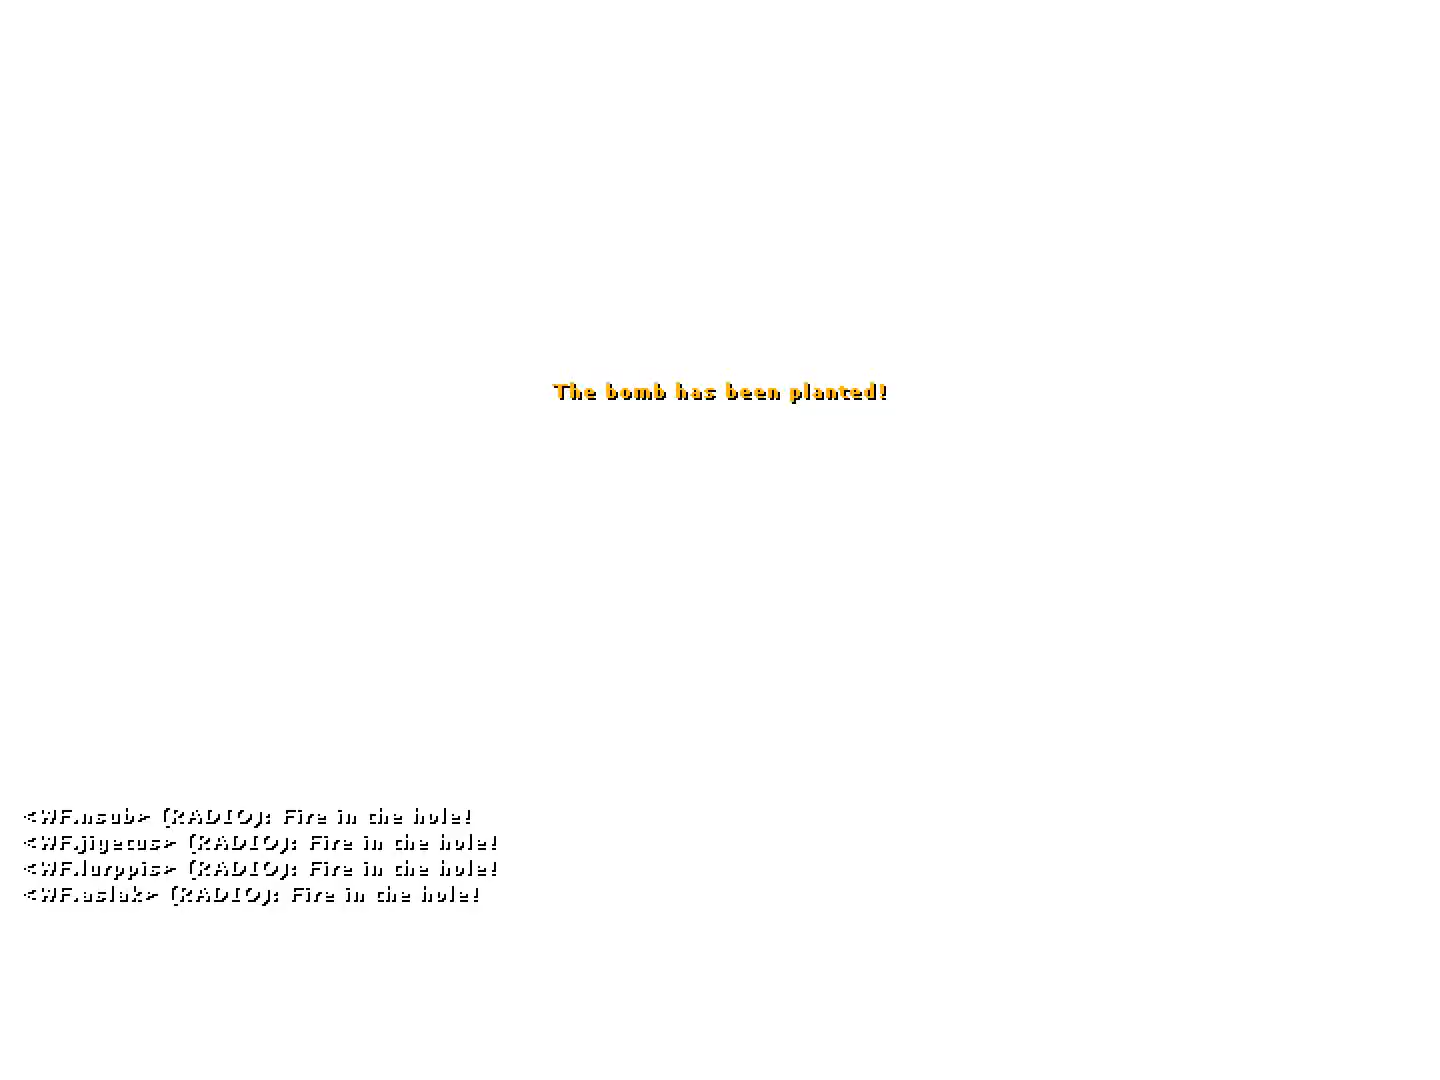 The bomb has been planted!
<WF.nsub> (RADIO): Fire in the hole!
<WF.jigetus> (RADIO): Fire in the hole!
<WF.lurppis> (RADIO): Fire in the hole!
<WF.aslak> (RADIO): Fire in the hole!